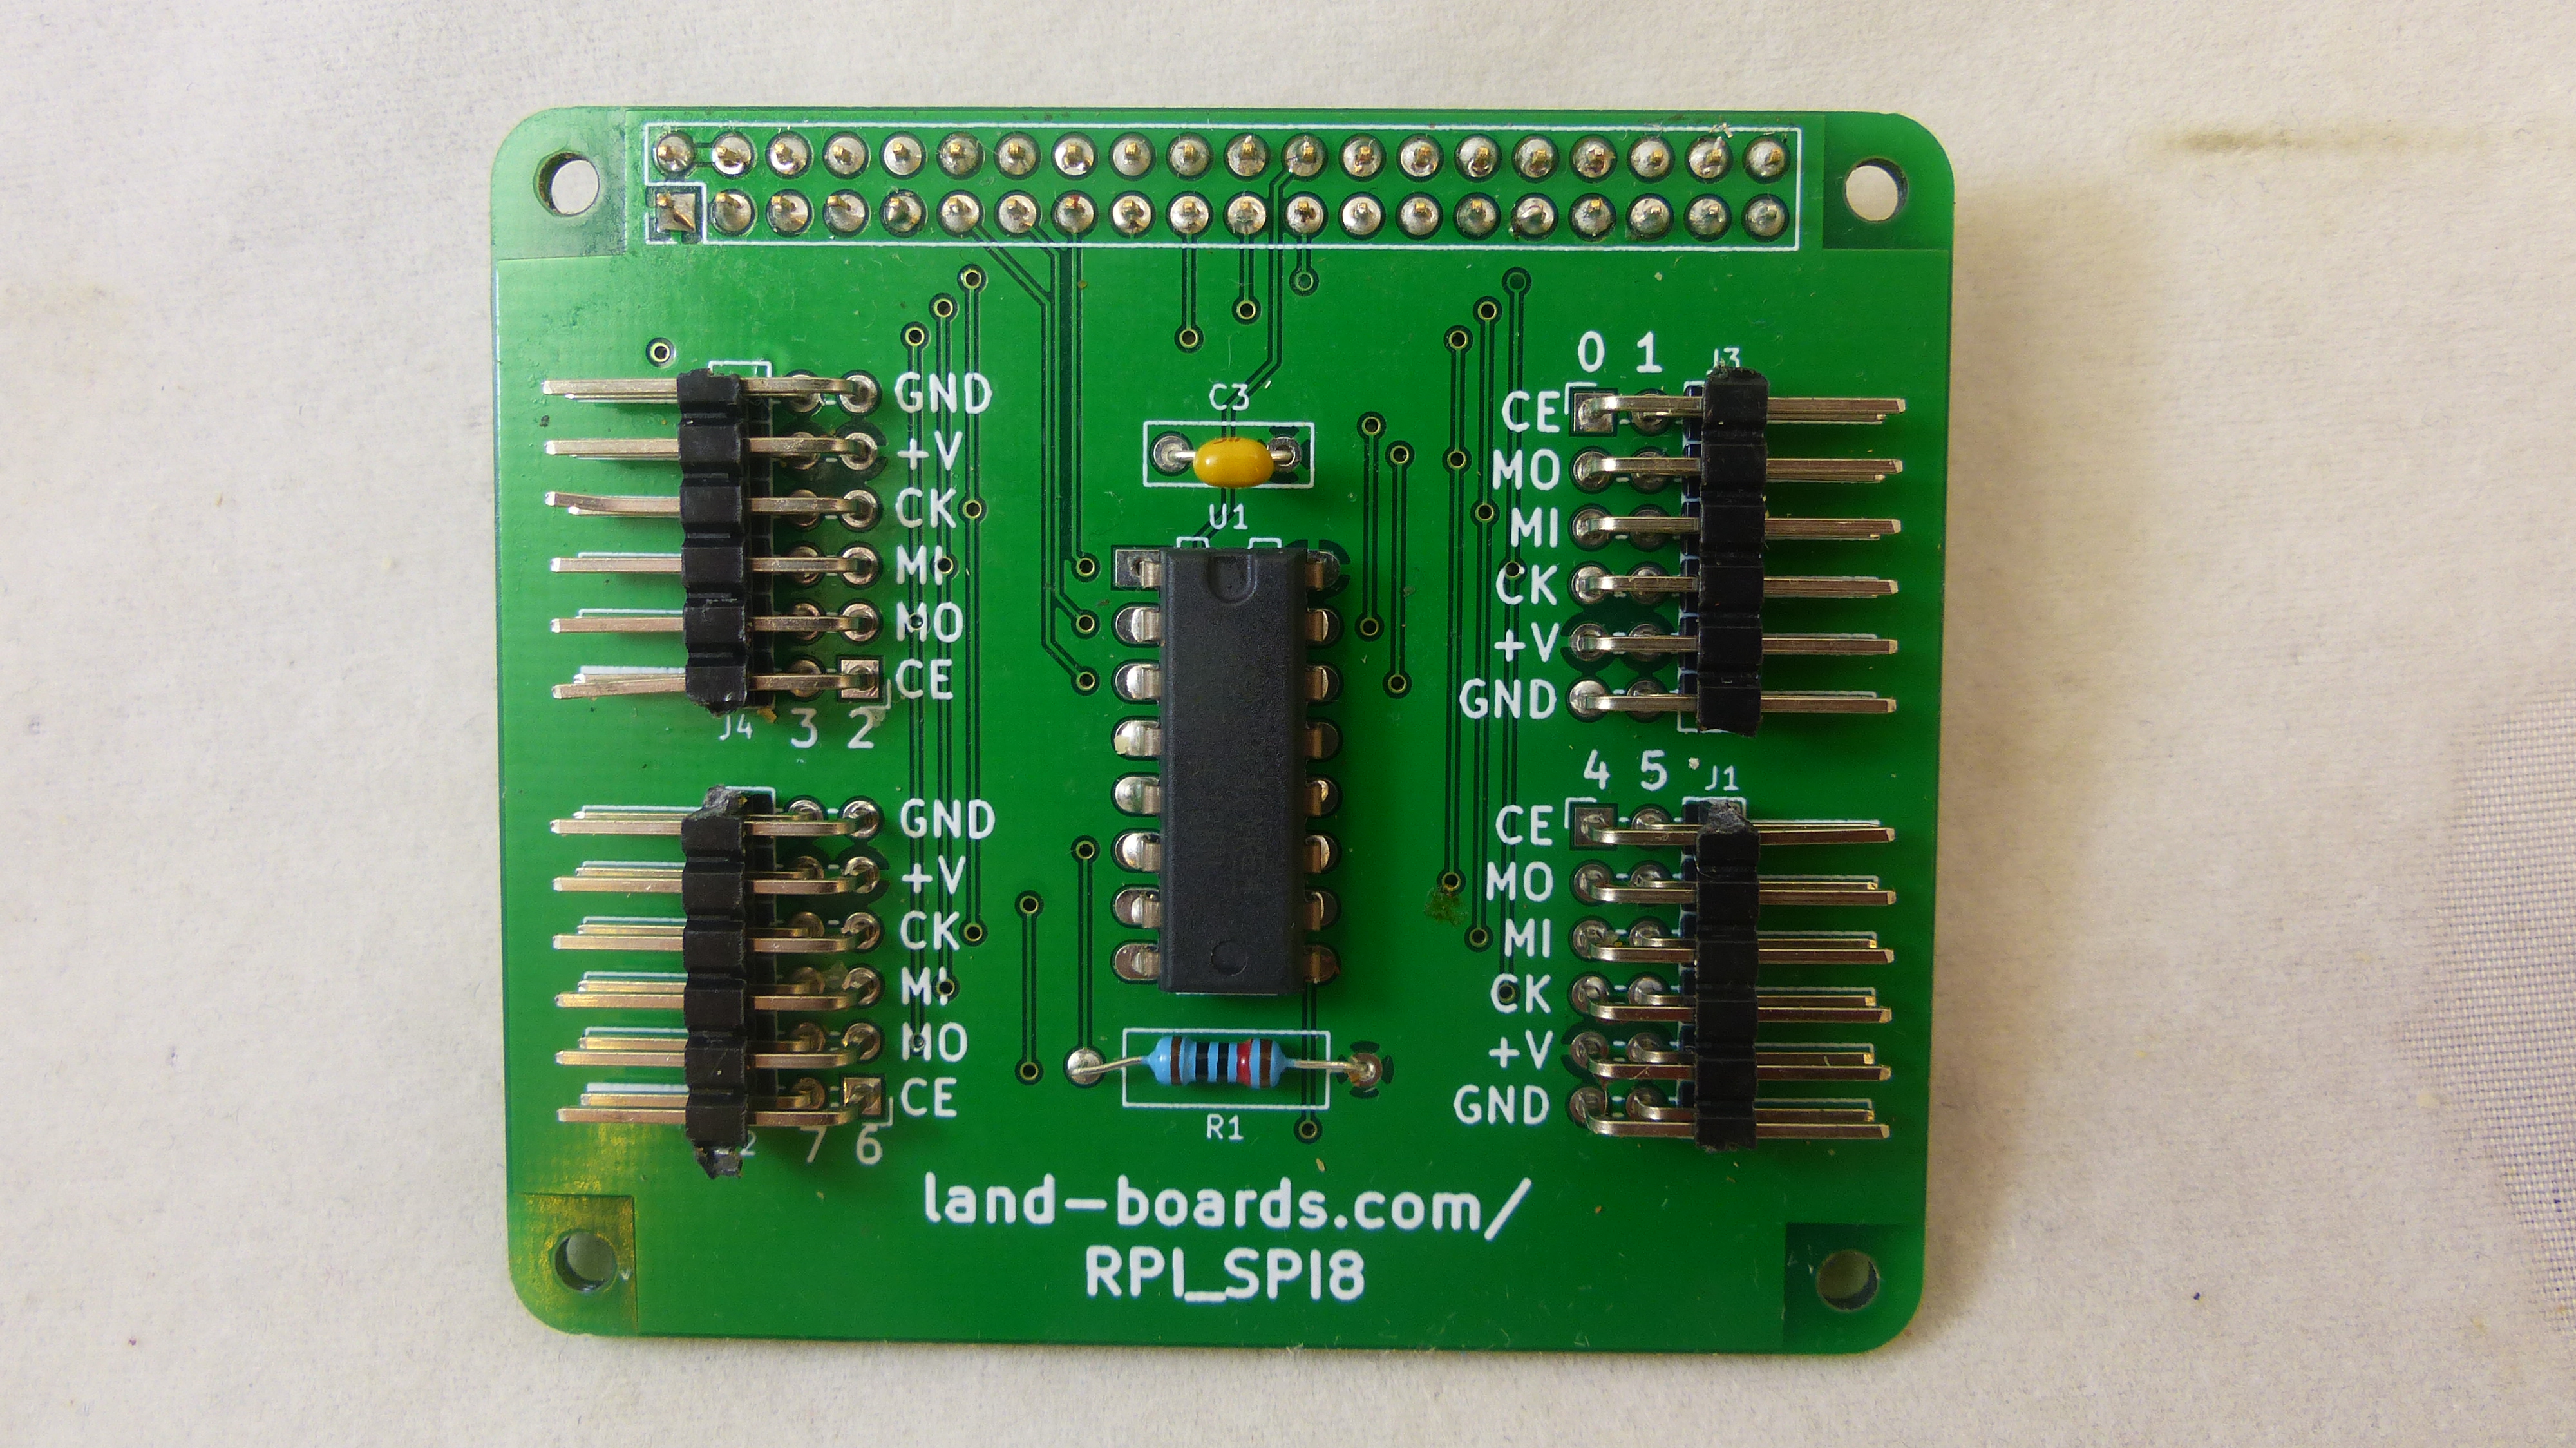 C3
U1
GND
+V
CK
MI
MO
CE
J4 3 2
0 1 J3
CE
MO
MI
CK
+V
GND
4 5 J1
CE
MO
MI
CK
+V
GND
GND
+V
CK
MI
MO
CE
2 7 6
R1
land-boards.com/
RPI_SPI8